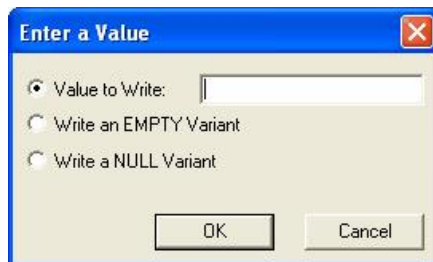 Enter a Value
Value to Write:
Write an EMPTY Variant
Write a NULL Variant
OK Cancel